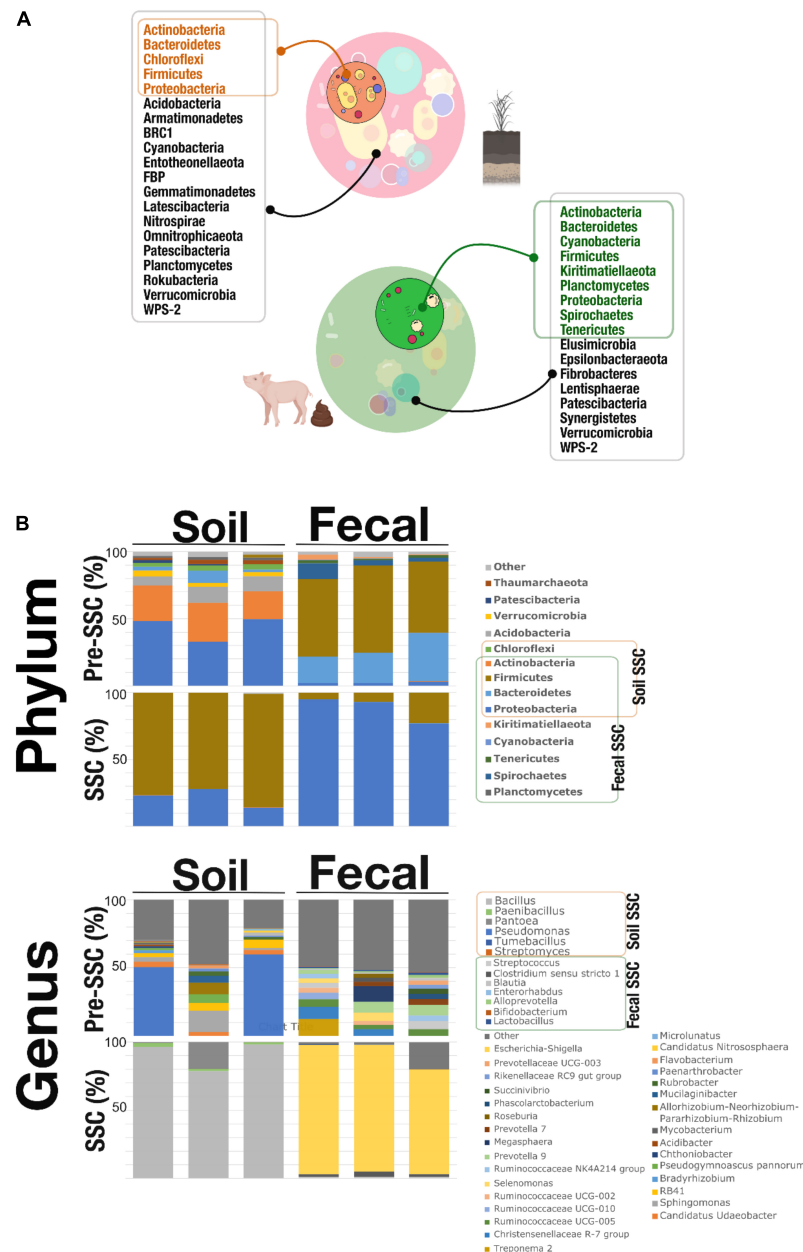 A
Actinobacteria
Bacteroidetes
Chloroflexi
Firmicutes
Proteobacteria
Acidobacteria
Armatimonadetes
BRC1
Cyanobacteria
Entotheonellaeota
FBP
Gemmatimonadetes
Latescibacteria
Nitrospirae
Omnitrophicaeota
Patescibacteria
Planctomycetes
Rokubacteria
Verrucomicrobia
WPS-2
Actinobacteria
Bacteroidetes
Cyanobacteria
Firmicutes
Kiritimatiellaeota
Planctomycetes
Proteobacteria
Spirochaetes
Tenericutes
Elusimicrobia
Epsilonbacteraeota
Fibrobacteres
Lentisphaerae
Patescibacteria
Synergistetes
Verrucomicrobia
WPS-2
B
Soil Fecal
Phylum
Pre-SSC (%)
100
50
SSC (%)
100
50
Other
Thaumarchaeota
Patescibacteria
Verrucomicrobia
Acidobacteria
Chloroflexi
Actinobacteria
Firmicutes
Bacteroidetes
Proteobacteria
Kiritimatiellaeota
Cyanobacteria
Tenericutes
Spirochaetes
Planctomycetes
Soil SSC
Fecal SSC
Soil Fecal
Genus
Pre-SSC (%)
100
50
SSC (%)
100
50
Bacillus
Paenibacillus
Pantoea
Pseudomonas
Tumebacillus
Streptomyces
Soil SSC
Streptococcus
Clostridium sensu stricto 1
Blautia
Enterorhabdus
Alloprevotella
Bifidobacterium
Lactobacillus
Fecal SSC
Other
Escherichia-Shigella
Prevotellaceae UCG-003
Rikenellaceae RC9 gut group
Succinivibrio
Phascolarctobacterium
Roseburia
Prevotella 7
Megasphaera
Prevotella 9
Ruminococcaceae NK4A214 group
Selenomonas
Ruminococcaceae UCG-002
Ruminococcaceae UCG-010
Ruminococcaceae UCG-005
Christensenellaceae R-7 group
Treponema 2
Microlunatus
Candidatus Nitrososphaera
Flavobacterium
Paenarthrobacter
Rubrobacter
Mucilaginibacter
Allorhizobium-Neorhizobium-
Pararhizobium-Rhizobium
Mycobacterium
Acidibacter
Chthoniobacter
Pseudogymnoascus pannorum
Bradyrhizobium
RB41
Sphingomonas
Candidatus Udaeobacter